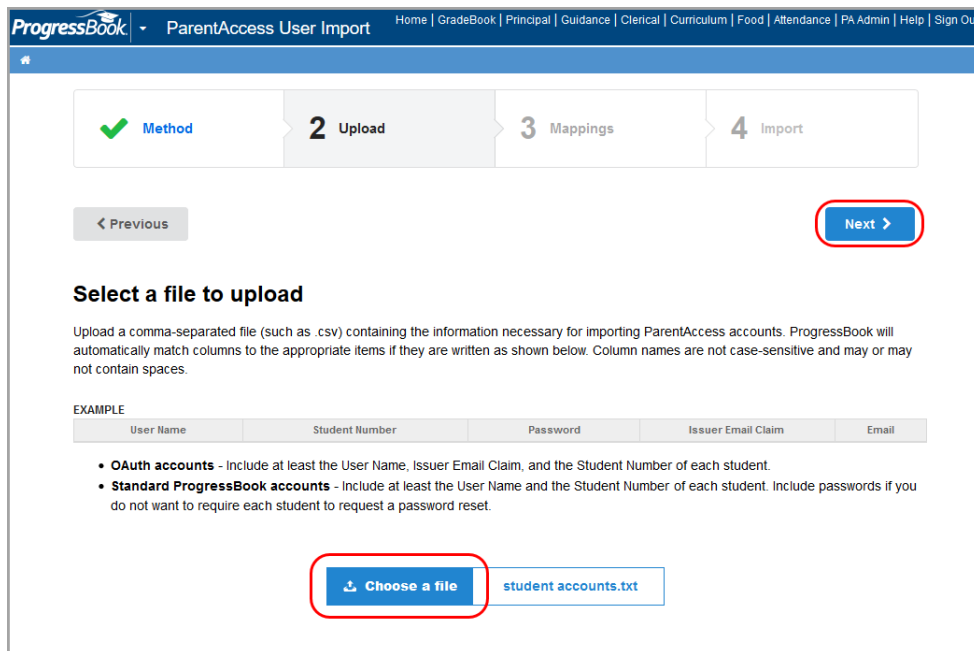 ProgressBook ParentAccess User Import Home | GradeBook | Principal | Guidance | Clerical | Curriculum | Food | Attendance | PA Admin | Help | Sign Ou
Method 2 Upload 3 Mappings 4 Import
Previous Next
Select a file to upload
Upload a comma-separated file (such as .csv) containing the information necessary for importing ParentAccess accounts. ProgressBook will
automatically match columns to the appropriate items if they are written as shown below. Column names are not case-sensitive and may or may
not contain spaces.
EXAMPLE
User Name Student Number Password Issuer Email Claim Email
• OAuth accounts - Include at least the User Name, Issuer Email Claim, and the Student Number of each student.
• Standard ProgressBook accounts - Include at least the User Name and the Student Number of each student. Include passwords if you
do not want to require each student to request a password reset.
Choose a file student accounts.txt